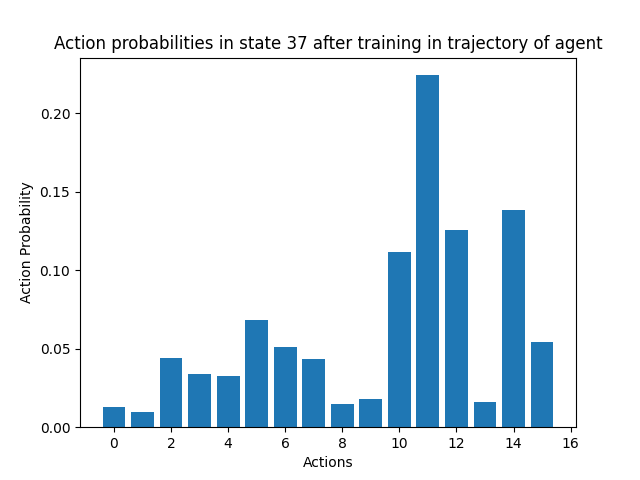 Action probabilities in state 37 after training in trajectory of agent
0.20
0.15
0.10
0.05
0.00
Action Probability
0 2 4 6 8 10 12 14 16
Actions